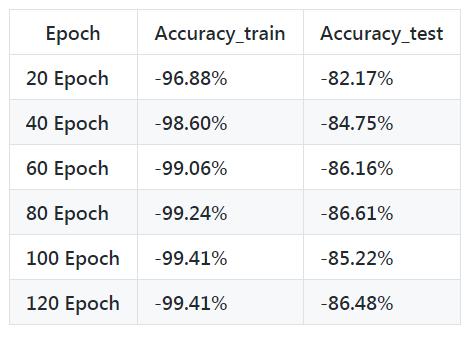 Epoch Accuracy_train Accuracy_test
20 Epoch -96.88% -82.17%
40 Epoch -98.60% -84.75%
60 Epoch -99.06% -86.16%
80 Epoch -99.24% -86.61%
100 Epoch -99.41% -85.22%
120 Epoch -99.41% -86.48%